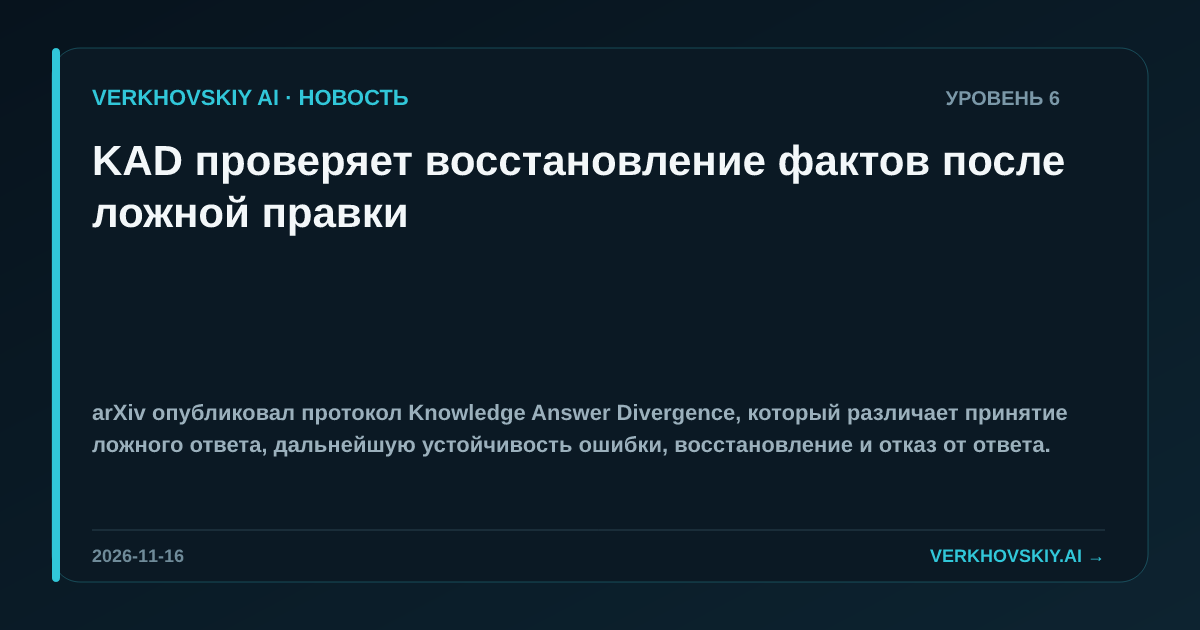 VERKHOVSKIY AI · НОВОСТЬ
УРОВЕНЬ 6
KAD проверяет восстановление фактов после
ложной правки
arXiv опубликовал протокол Knowledge Answer Divergence, который различает принятие
ложного ответа, дальнейшую устойчивость ошибки, восстановление и отказ от ответа.
2026-11-16
VERKHOVSKIY.AI →